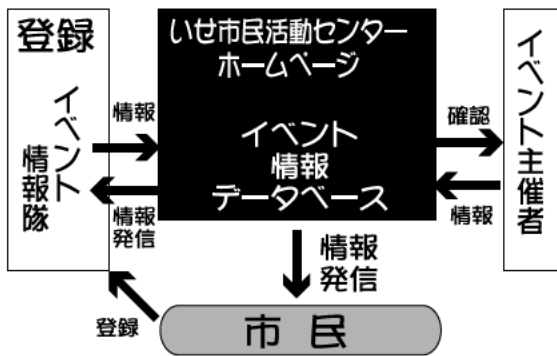 登録
イベント
情報隊
情報
情報
発信
いせ市民活動センター
ホームページ
イベント
情報
データベース
確認
情報
イベント主催者
情報
発信
登録
市民